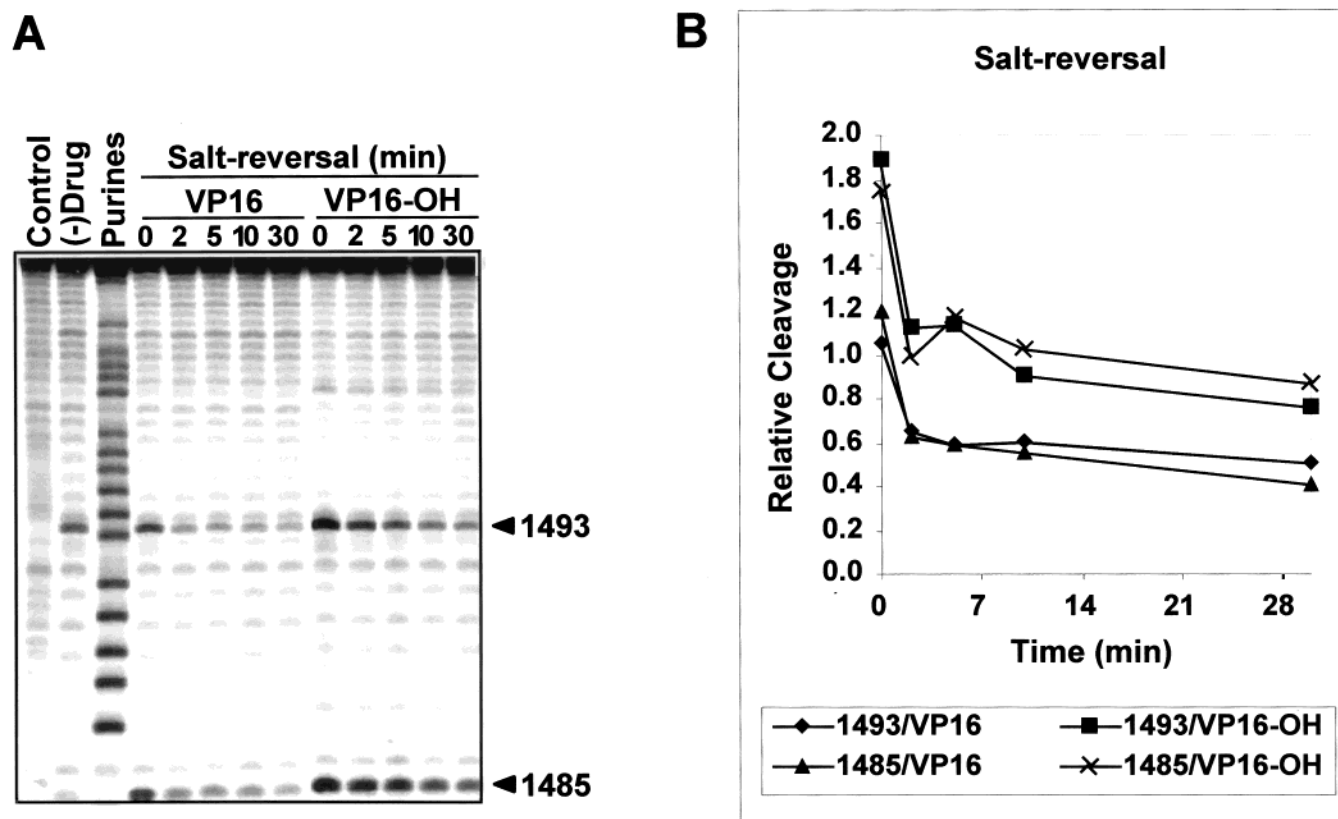 A
Control
(-)Drug
Purines
Salt-reversal (min)
VP16 VP16-OH
0 2 5 10 30 0 2 5 10 30
1493
1485
B
Salt-reversal
Relative Cleavage
2.0
1.8
1.6
1.4
1.2
1.0
0.8
0.6
0.4
0.2
0.0
0 7 14 21 28
Time (min)
1493/VP16 1493/VP16-OH
1485/VP16 1485/VP16-OH